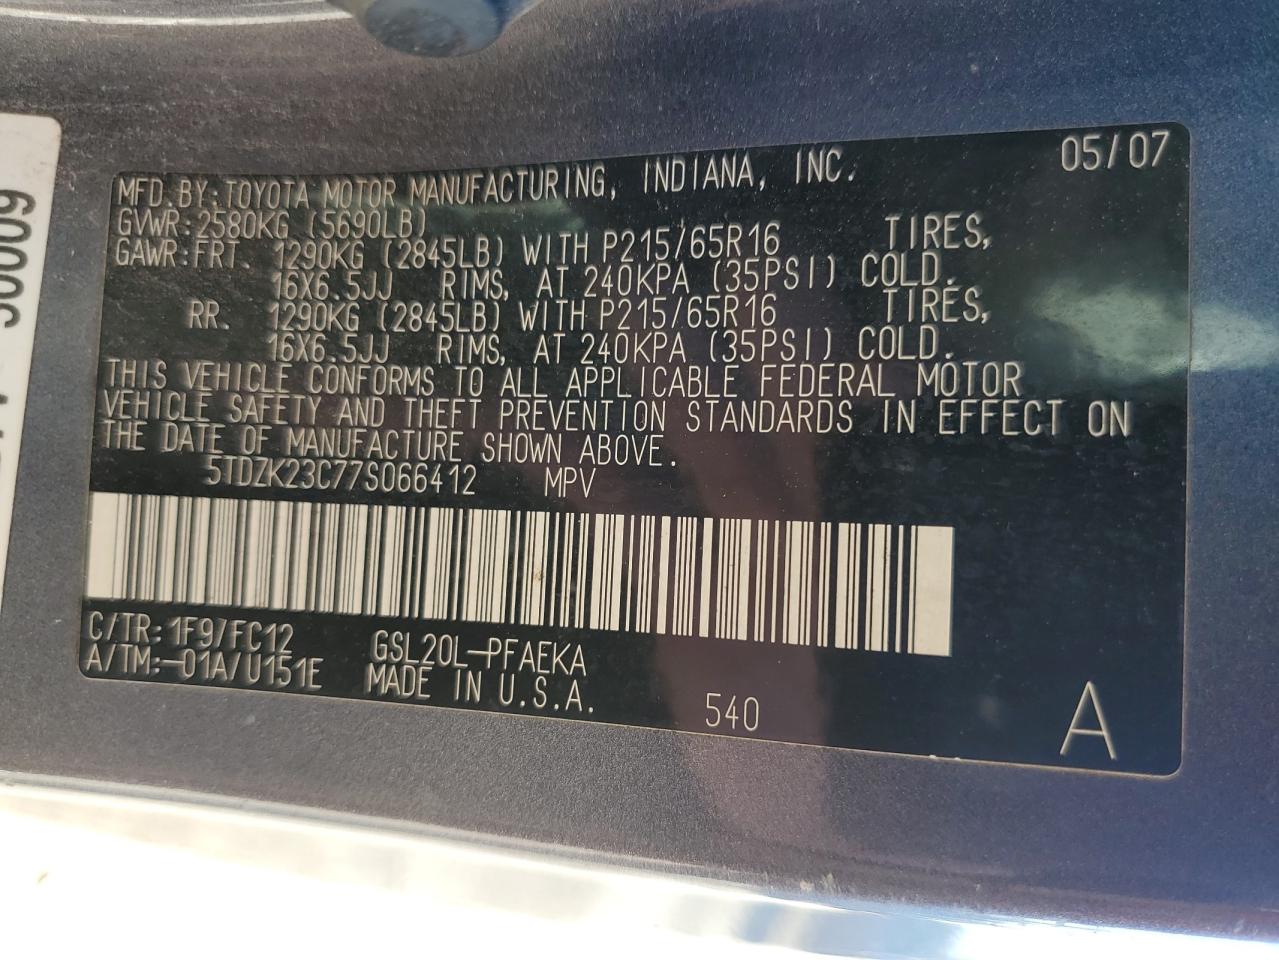 MFD.BY:TOYOTA MOTOR MANUFACTURING, INDIANA, INC. 05/07
GVWR:2580KG (5690LB)
GAWR:FRT. 1290KG (2845LB) WITH P215/65R16 TIRES,
16X6.5JJ RIMS, AT 240KPA (35PSI) COLD.
RR. 1290KG (2845LB) WITH P215/65R16 TIRES,
16X6.5JJ RIMS, AT 240KPA (35PSI) COLD.
THIS VEHICLE CONFORMS TO ALL APPLICABLE FEDERAL MOTOR
VEHICLE SAFETY AND THEFT PREVENTION STANDARDS IN EFFECT ON
THE DATE OF MANUFACTURE SHOWN ABOVE.
5TDZK23C77S066412 MPV
C/TR:1F9/FC12 GSL20L-PFAEKA
A/TM:-01A/U151E MADE IN U.S.A.
540 A